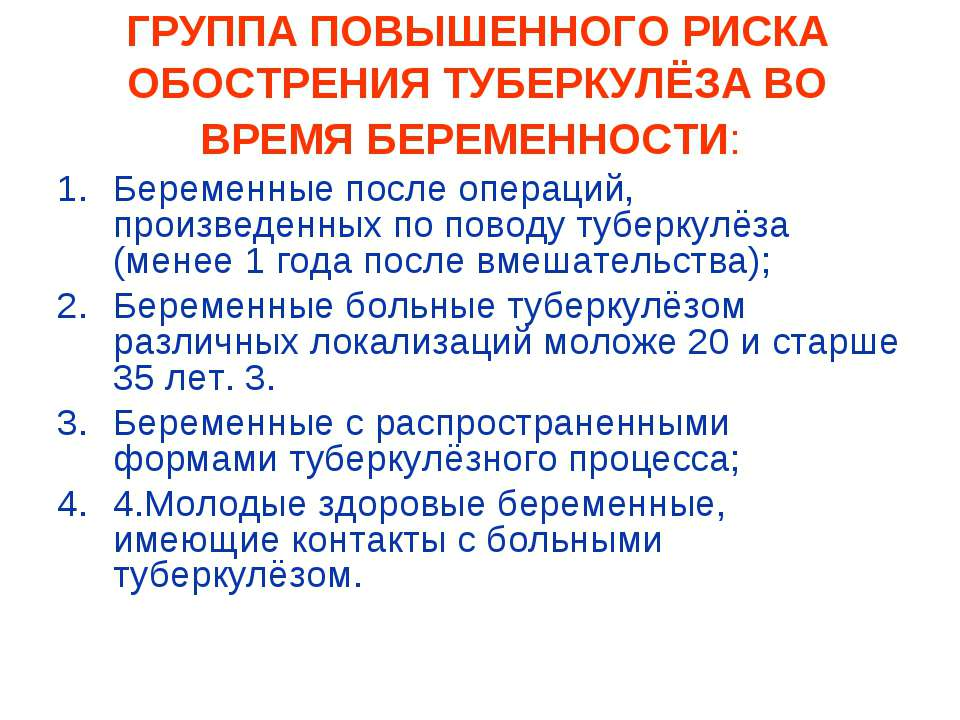 ГРУППА ПОВЫШЕННОГО РИСКА
ОБОСТРЕНИЯ ТУБЕРКУЛЁЗА ВО
ВРЕМЯ БЕРЕМЕННОСТИ:
1. Беременные после операций,
произведенных по поводу туберкулёза
(менее 1 года после вмешательства);
2. Беременные больные туберкулёзом
различных локализаций моложе 20 и старше
35 лет. 3.
3. Беременные с распространенными
формами туберкулёзного процесса;
4. 4.Молодые здоровые беременные,
имеющие контакты с больными
туберкулёзом.